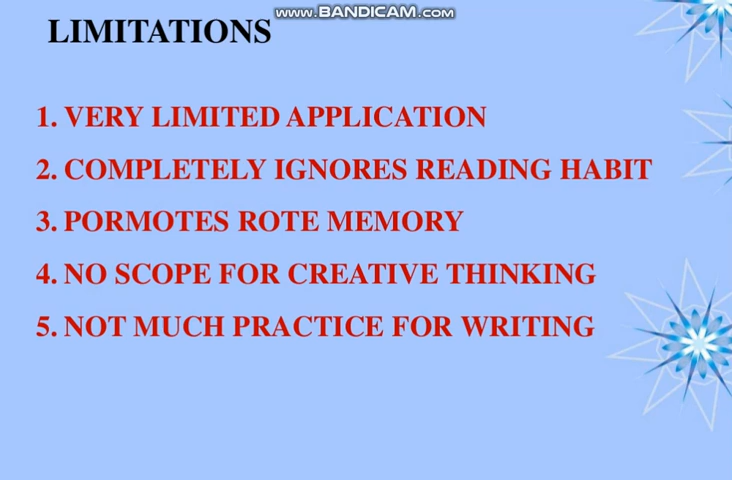 www.BANDICAM.com
LIMITATIONS
1. VERY LIMITED APPLICATION
2. COMPLETELY IGNORES READING HABIT
3. PORMOTES ROTE MEMORY
4. NO SCOPE FOR CREATIVE THINKING
5. NOT MUCH PRACTICE FOR WRITING